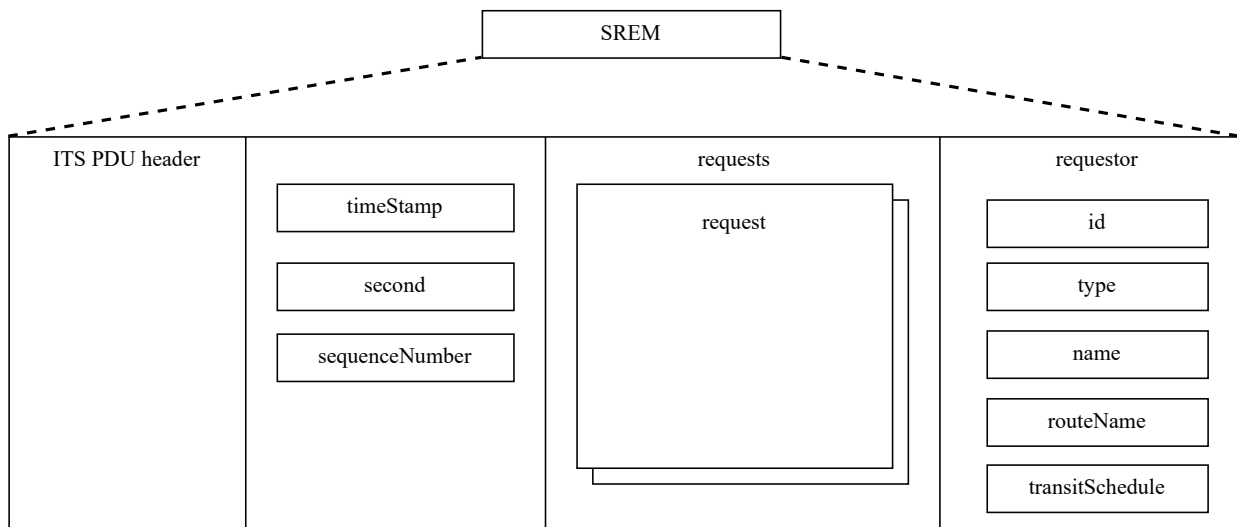 SREM
ITS PDU header
timeStamp
second
sequenceNumber
requests
request
requestor
id
type
name
routeName
transitSchedule